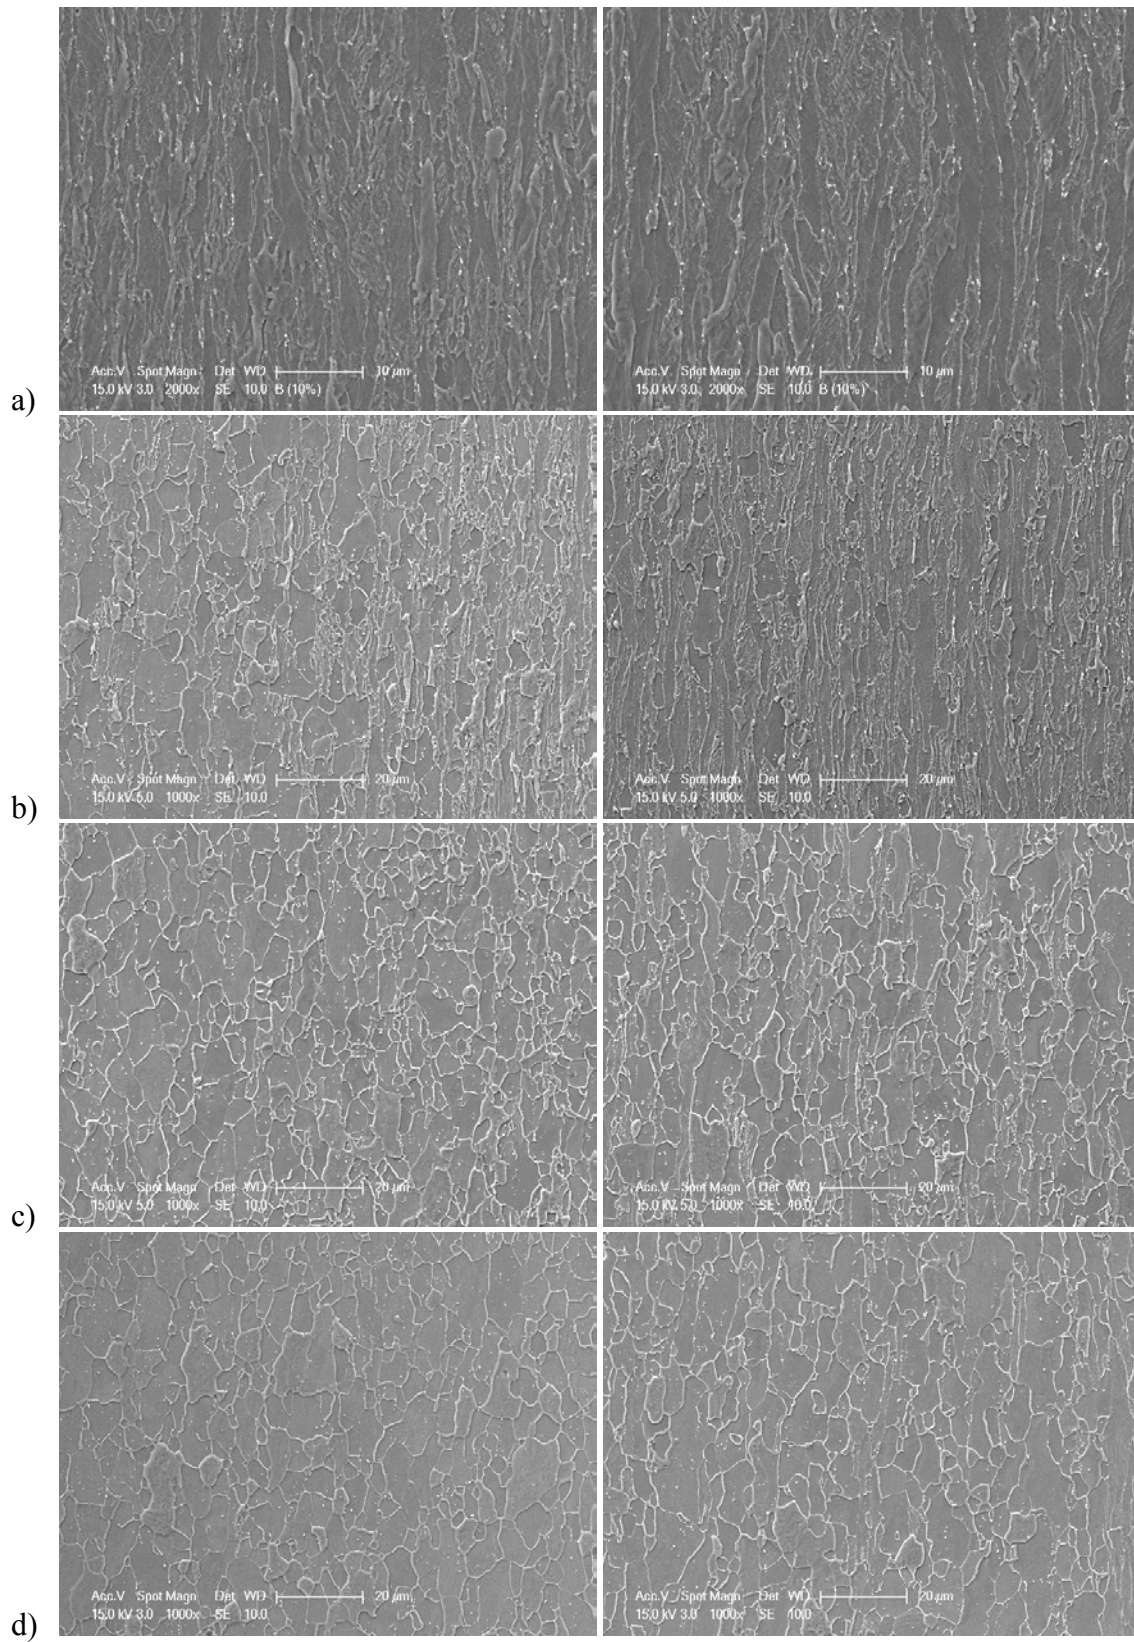 Acc.V Spot Magn Det WD 10 µm
15.0 kV 3.0 2000x SE 10.0 B (10%)
Acc.V Spot Magn Det WD 10 µm
15.0 kV 3.0 2000x SE 10.0 B (10%)
a)
Acc.V Spot Magn Det WD 20 µm
15.0 kV 5.0 1000x SE 10.0
Acc.V Spot Magn Det WD 20 µm
15.0 kV 5.0 1000x SE 10.0
b)
Acc.V Spot Magn Det WD 20 µm
15.0 kV 5.0 1000x SE 10.0
Acc.V Spot Magn Det WD 20 µm
15.0 kV 5.0 1000x SE 10.0
c)
Acc.V Spot Magn Det WD 20 µm
15.0 kV 3.0 1000x SE 10.0
Acc.V Spot Magn Det WD 20 µm
15.0 kV 3.0 1000x SE 10.0
d)